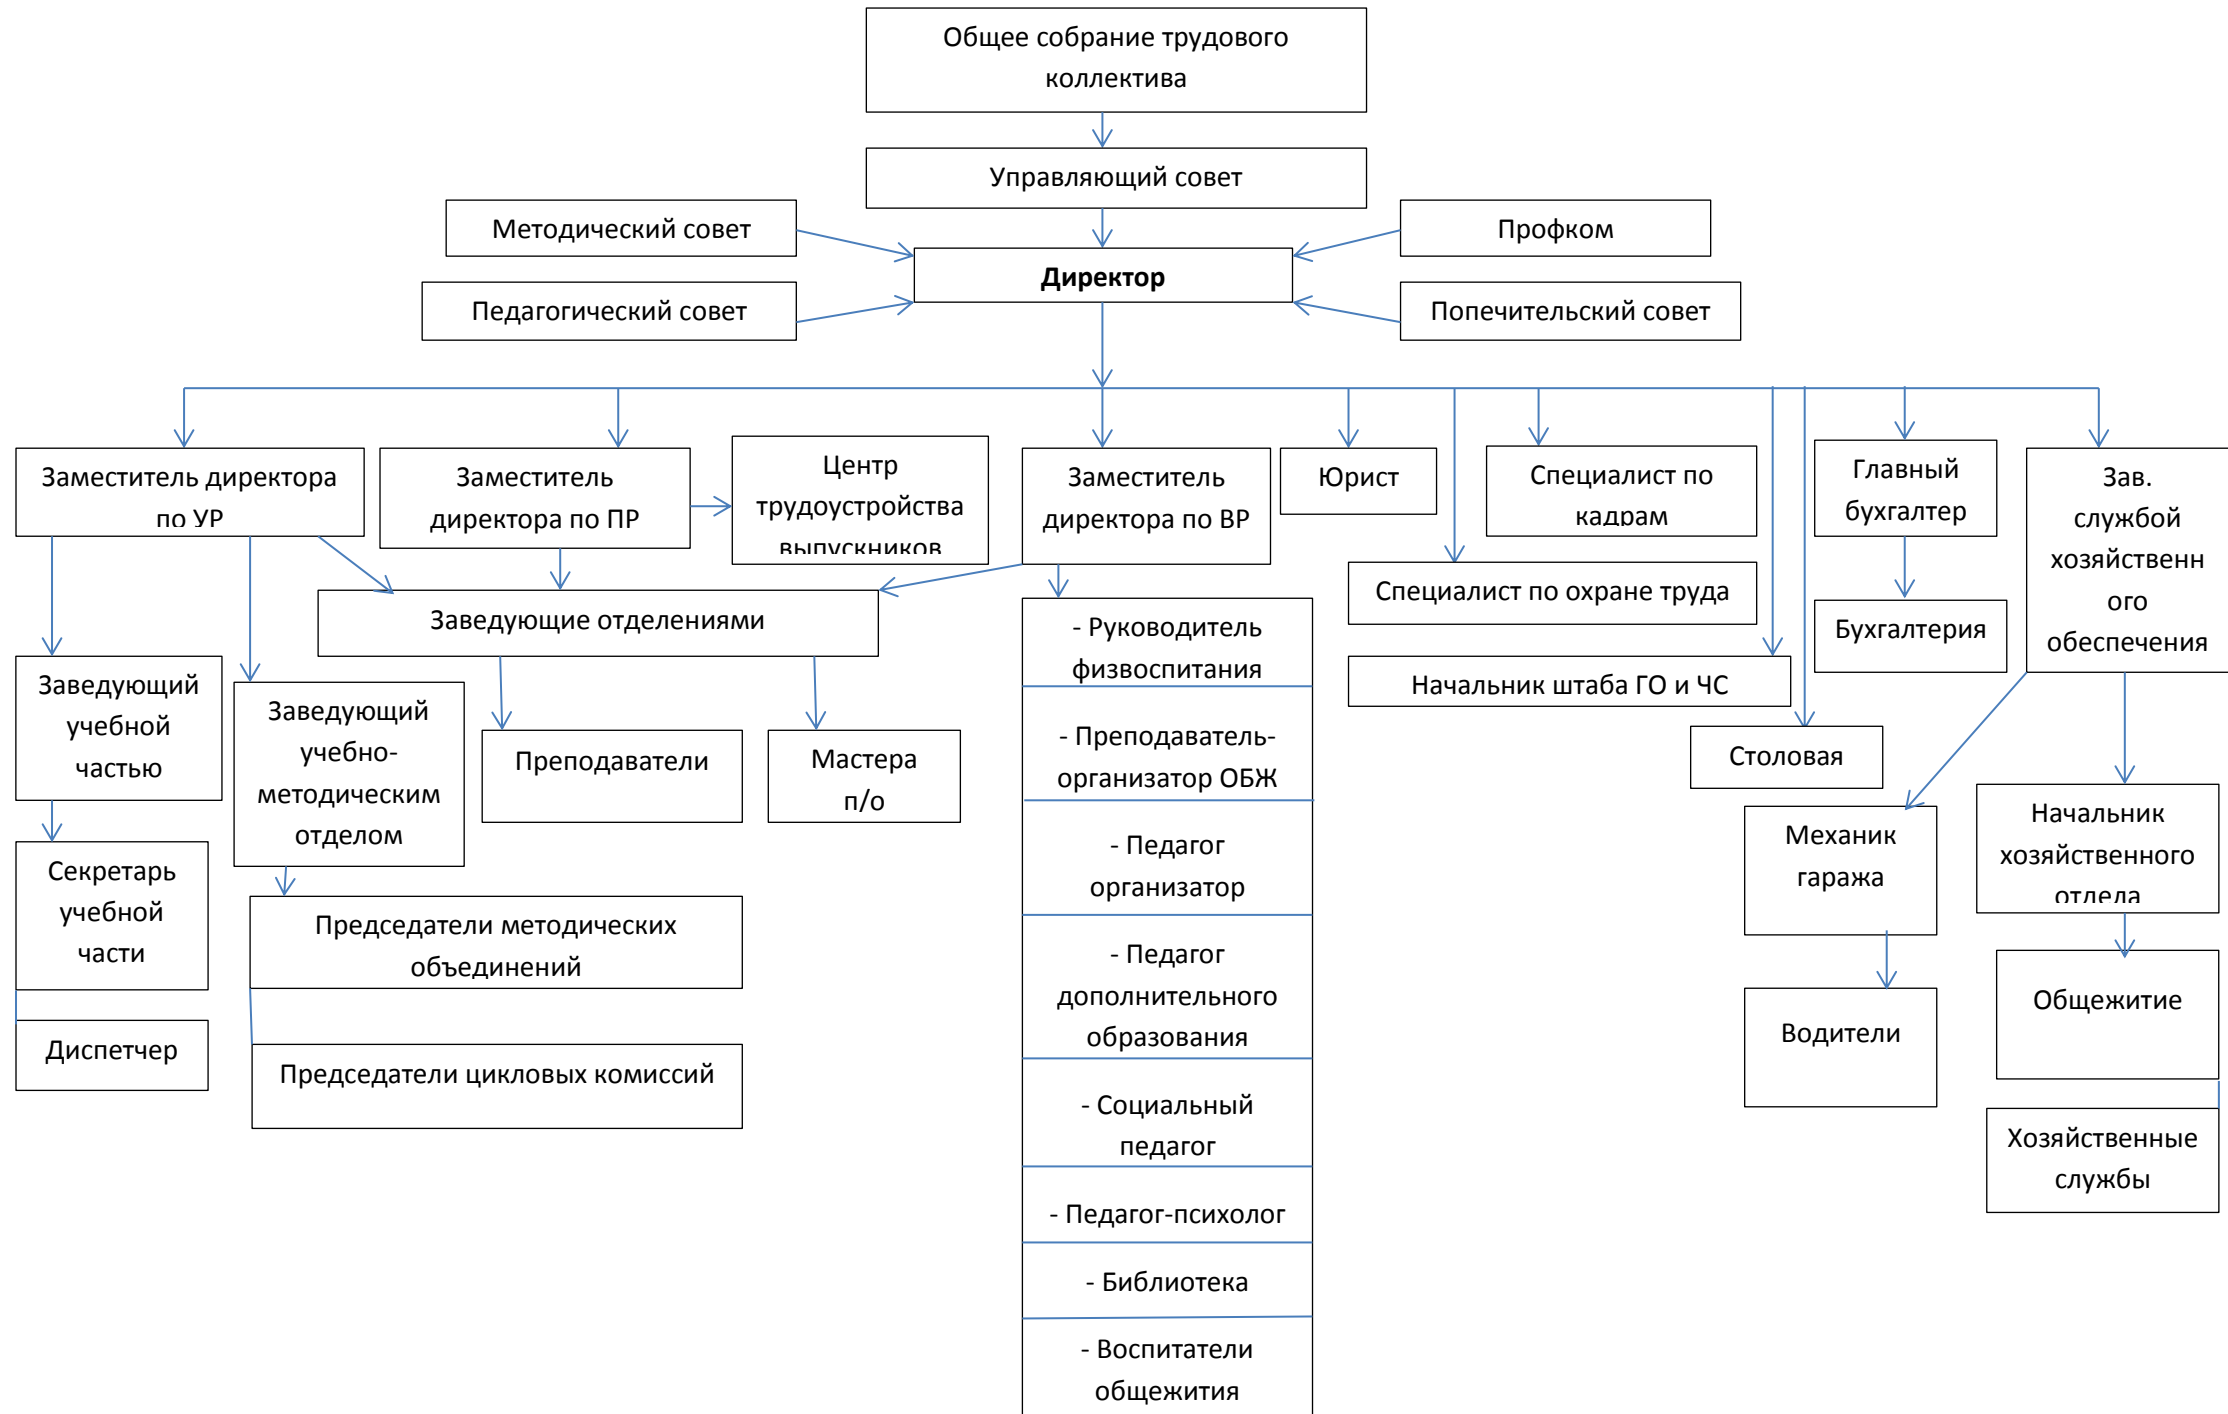 Общее собрание трудового
коллектива
Управляющий совет
Методический совет
Профком
Директор
Педагогический совет
Попечительский совет
Заместитель директора
по УР
Заместитель
директора по ПР
Центр
трудоустройства
выпускников
Заместитель
директора по ВР
Юрист
Специалист по
кадрам
Главный
бухгалтер
Зав.
службой
хозяйственн
ого
обеспечения
Специалист по охране труда
Заведующие отделениями
Бухгалтерия
Начальник штаба ГО и ЧС
Столовая
Заведующий
учебной
частью
Заведующий
учебно-
методическим
отделом
Преподаватели
Мастера
п/о
- Руководитель
физвоспитания
- Преподаватель-
организатор ОБЖ
- Педагог
организатор
- Педагог
дополнительного
образования
- Социальный
педагог
- Педагог-психолог
- Библиотека
- Воспитатели
общежития
Механик
гаража
Начальник
хозяйственного
отдела
Секретарь
учебной
части
Председатели методических
объединений
Водители
Общежитие
Диспетчер
Председатели цикловых комиссий
Хозяйственные
службы